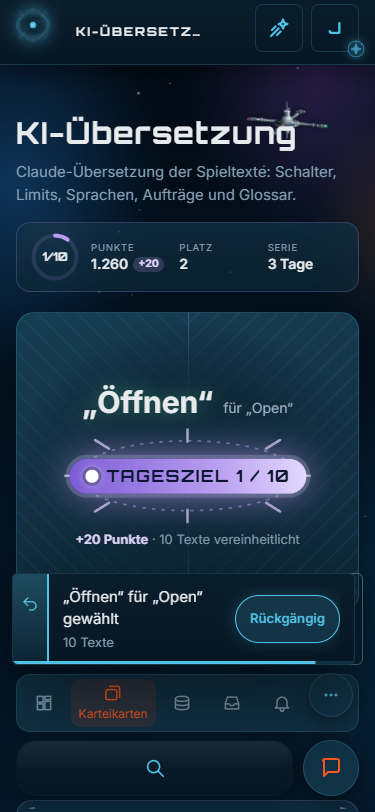 KI-ÜBERSETZ…
KI-Übersetzung
Claude-Übersetzung der Spieltexte: Schalter,
Limits, Sprachen, Aufträge und Glossar.
1/10
PUNKTE
1.260 +20
PLATZ
2
SERIE
3 Tage
„Öffnen“ für „Open“
TAGESZIEL 1 / 10
+20 Punkte · 10 Texte vereinheitlicht
„Öffnen“ für „Open“
gewählt
10 Texte
Rückgängig
Karteikarten